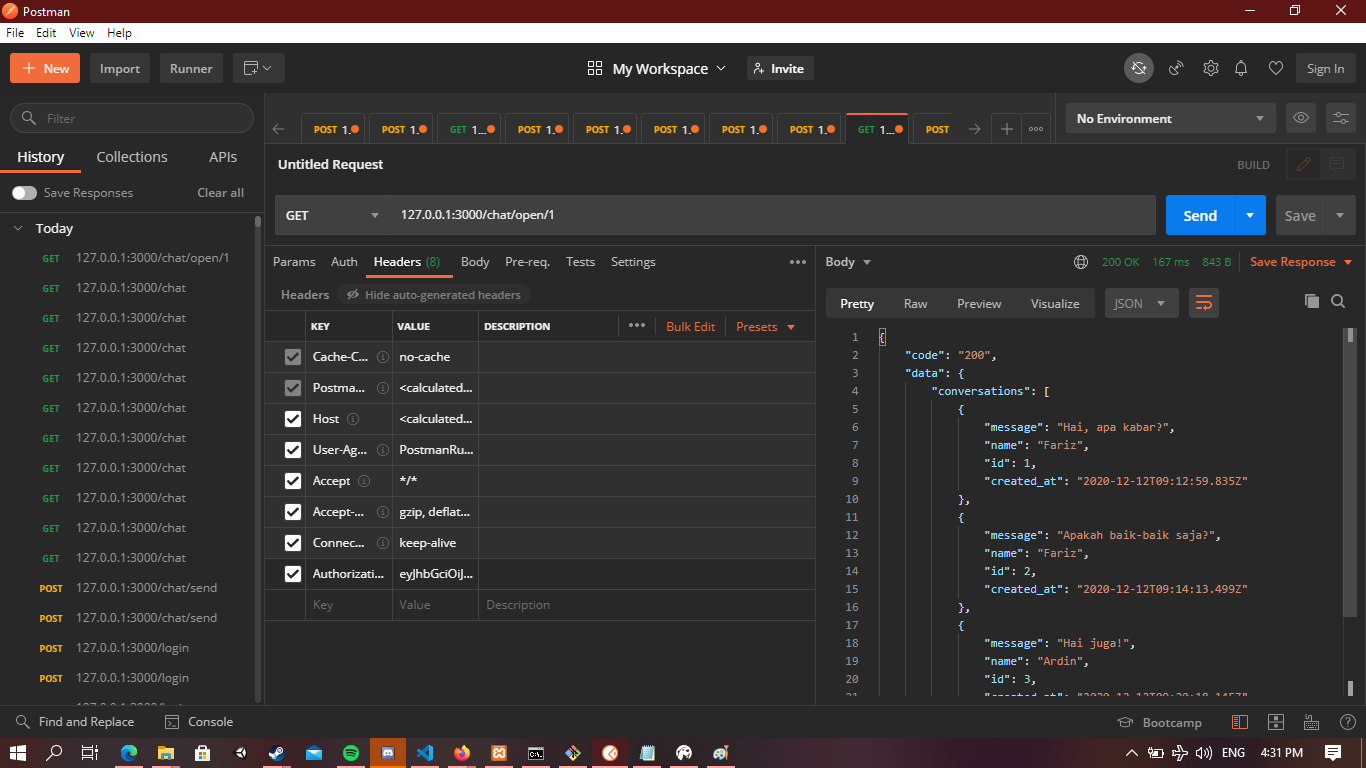 Postman
File Edit View Help
New Import Runner My Workspace Invite Sign In
Filter
POST 1. POST 1. GET 1... POST 1. POST 1. POST 1. POST 1. POST 1. GET 1... POST No Environment
History Collections APIs
Untitled Request BUILD
Save Responses Clear all
GET 127.0.0.1:3000/chat/open/1 Send Save
Today
GET 127.0.0.1:3000/chat/open/1
GET 127.0.0.1:3000/chat
GET 127.0.0.1:3000/chat
GET 127.0.0.1:3000/chat
GET 127.0.0.1:3000/chat
GET 127.0.0.1:3000/chat
GET 127.0.0.1:3000/chat
GET 127.0.0.1:3000/chat
GET 127.0.0.1:3000/chat
GET 127.0.0.1:3000/chat
GET 127.0.0.1:3000/chat
POST 127.0.0.1:3000/chat/send
POST 127.0.0.1:3000/chat/send
POST 127.0.0.1:3000/login
POST 127.0.0.1:3000/login
Params Auth Headers (8) Body Pre-req. Tests Settings
Headers Hide auto-generated headers
KEY VALUE DESCRIPTION Bulk Edit Presets
Cache-C... no-cache
Postma... <calculated...
Host <calculated...
User-Ag... PostmanRu...
Accept */*
Accept-... gzip, deflat...
Connec... keep-alive
Authorizati... eyJhbGciOiJ...
Key Value Description
Body 200 OK 167 ms 843 B Save Response
Pretty Raw Preview Visualize JSON
1 {
2 "code": "200",
3 "data": {
4 "conversations": [
5 {
6 "message": "Hai, apa kabar?",
7 "name": "Fariz",
8 "id": 1,
9 "created_at": "2020-12-12T09:12:59.835Z"
10 },
11 {
12 "message": "Apakah baik-baik saja?",
13 "name": "Fariz",
14 "id": 2,
15 "created_at": "2020-12-12T09:14:13.499Z"
16 },
17 {
18 "message": "Hai juga!",
19 "name": "Ardin",
20 "id": 3,
Find and Replace Console Bootcamp
ENG 4:31 PM